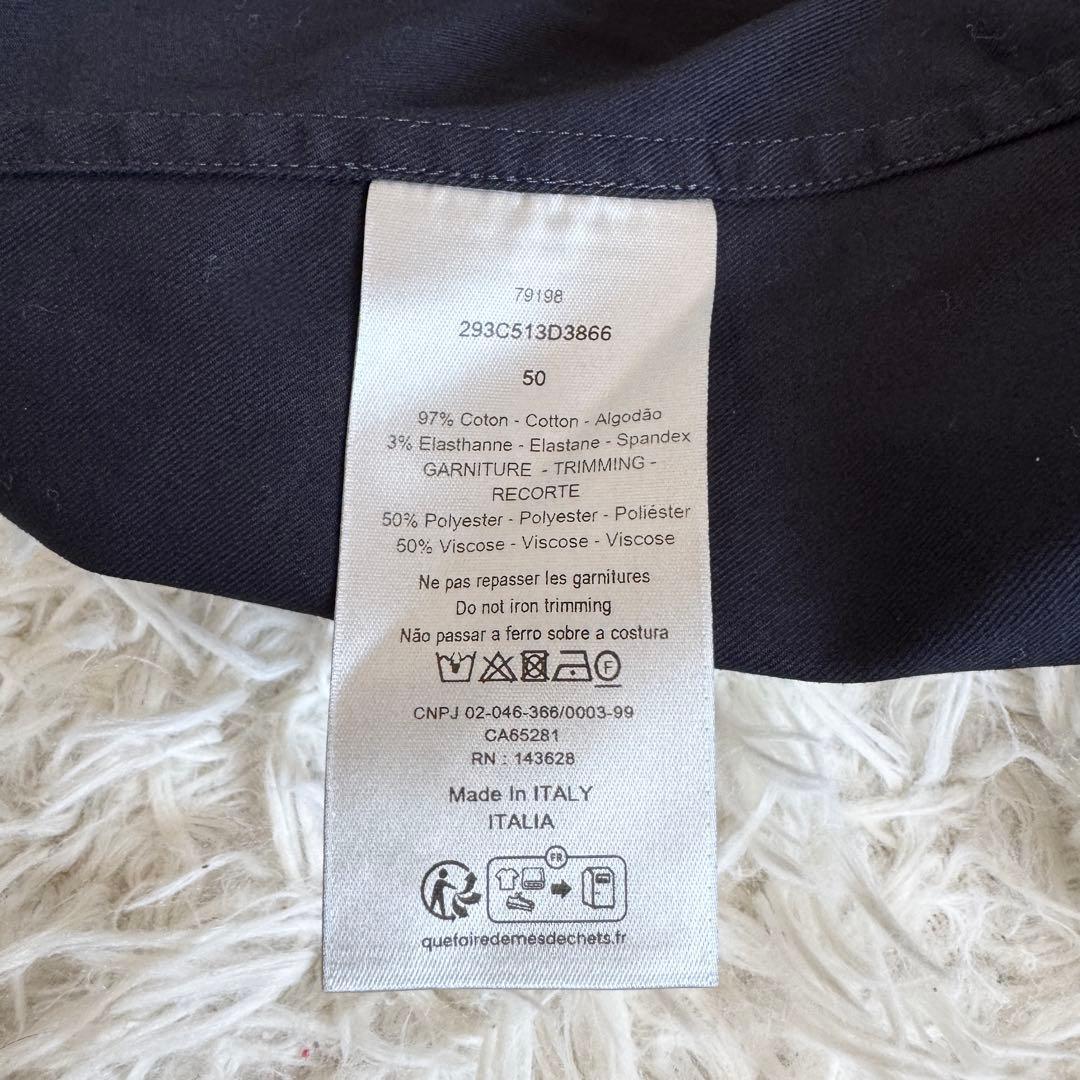 79198
293C513D3866
50
97% Coton - Cotton - Algodão
3% Elasthanne - Elastane - Spandex
GARNITURE - TRIMMING -
RECORTE
50% Polyester - Polyester - Poliéster
50% Viscose - Viscose - Viscose
Ne pas repasser les garnitures
Do not iron trimming
Não passar a ferro sobre a costura
F
CNPJ 02-046-366/0003-99
CA65281
RN : 143628
Made In ITALY
ITALIA
FR
quefairedemesdechets.fr